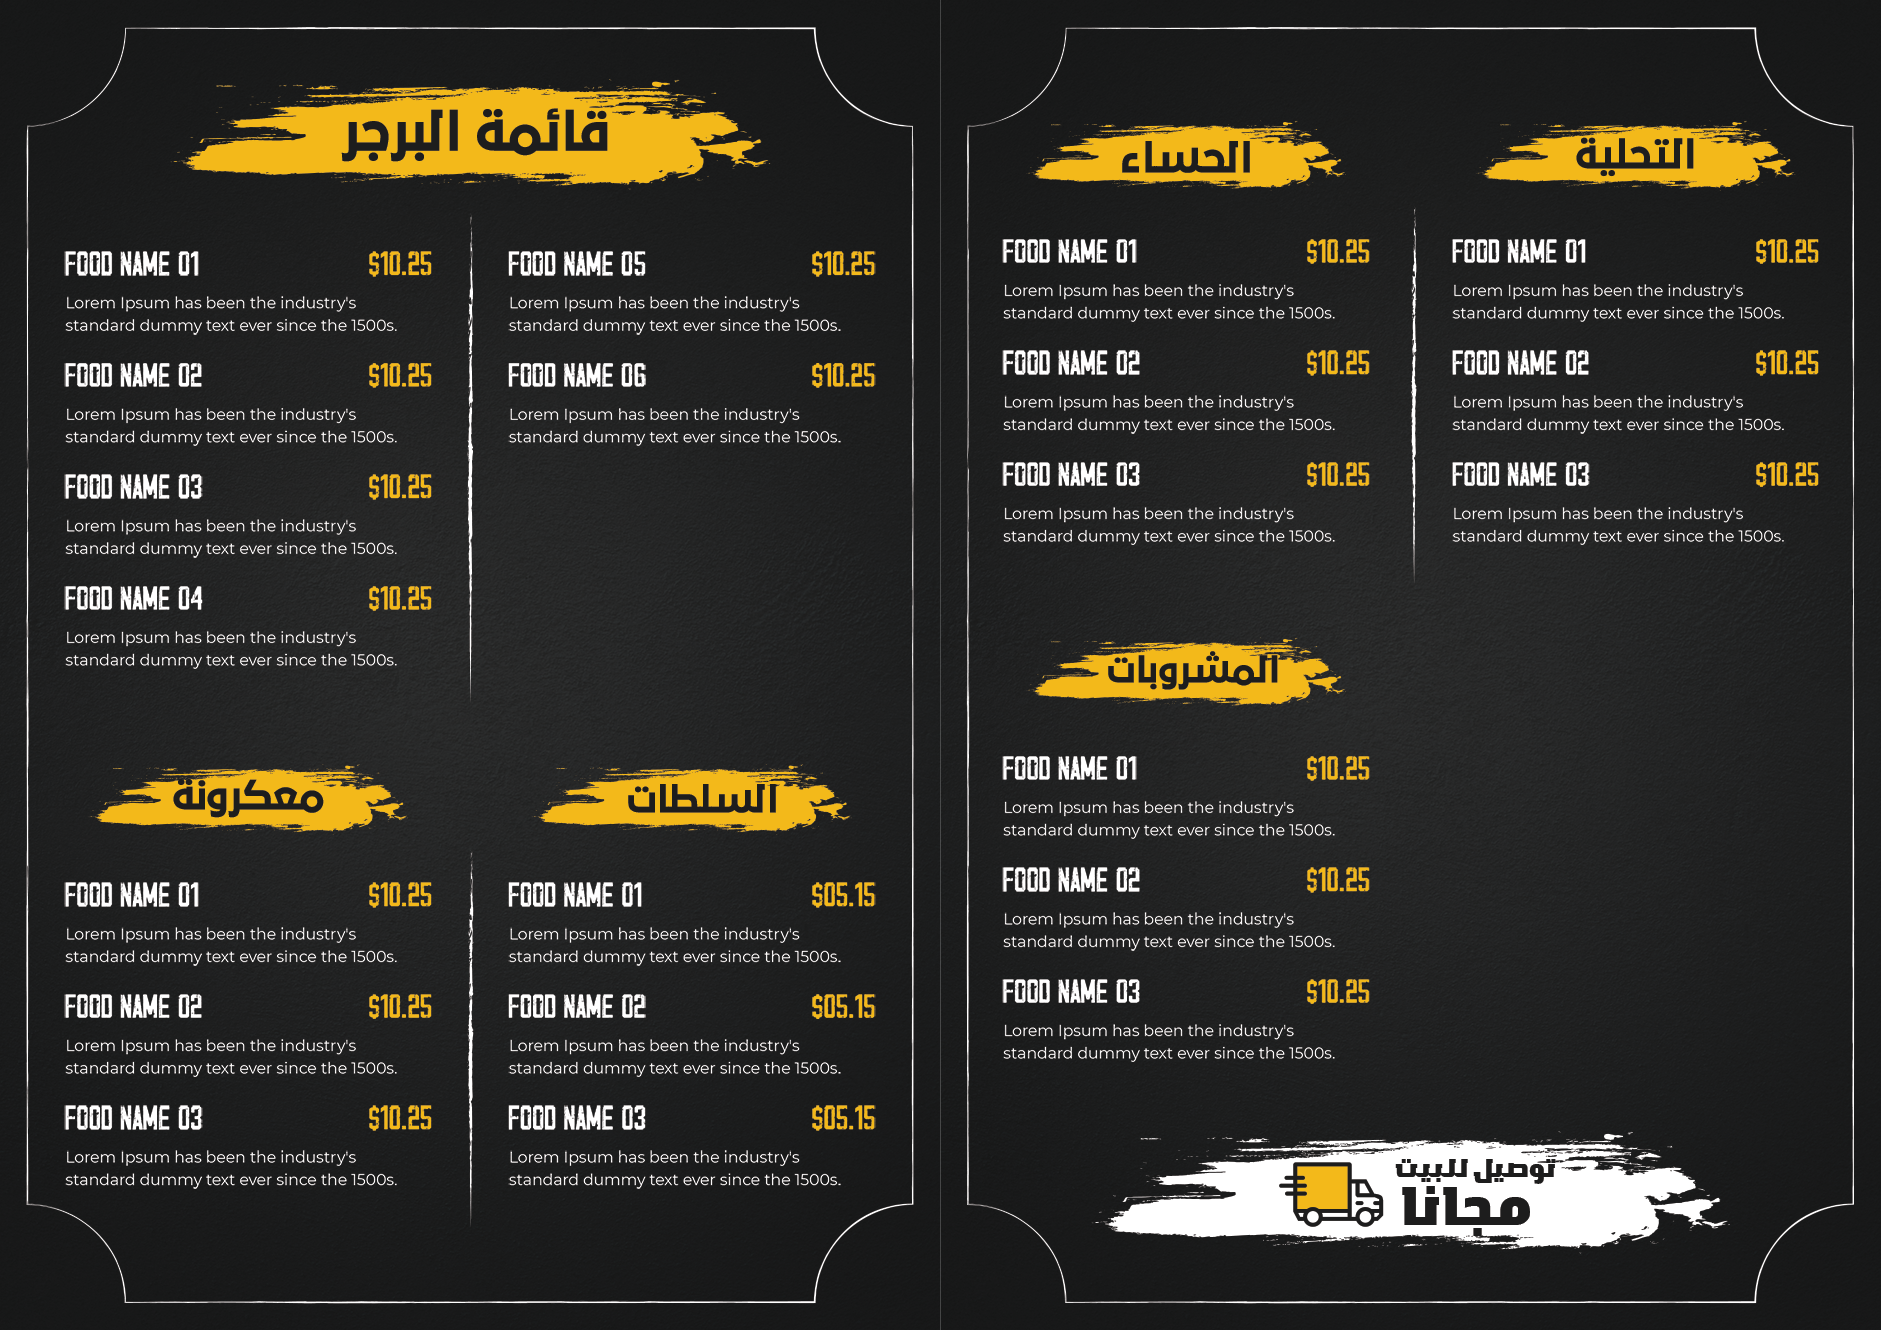 قائمة البرجر
FOOD NAME 01 $10.25
Lorem Ipsum has been the industry's
standard dummy text ever since the 1500s.
FOOD NAME 02 $10.25
Lorem Ipsum has been the industry's
standard dummy text ever since the 1500s.
FOOD NAME 03 $10.25
Lorem Ipsum has been the industry's
standard dummy text ever since the 1500s.
FOOD NAME 04 $10.25
Lorem Ipsum has been the industry's
standard dummy text ever since the 1500s.
FOOD NAME 05 $10.25
Lorem Ipsum has been the industry's
standard dummy text ever since the 1500s.
FOOD NAME 06 $10.25
Lorem Ipsum has been the industry's
standard dummy text ever since the 1500s.
معكرونة
FOOD NAME 01 $10.25
Lorem Ipsum has been the industry's
standard dummy text ever since the 1500s.
FOOD NAME 02 $10.25
Lorem Ipsum has been the industry's
standard dummy text ever since the 1500s.
FOOD NAME 03 $10.25
Lorem Ipsum has been the industry's
standard dummy text ever since the 1500s.
السلطات
FOOD NAME 01 $05.15
Lorem Ipsum has been the industry's
standard dummy text ever since the 1500s.
FOOD NAME 02 $05.15
Lorem Ipsum has been the industry's
standard dummy text ever since the 1500s.
FOOD NAME 03 $05.15
Lorem Ipsum has been the industry's
standard dummy text ever since the 1500s.
الحساء
FOOD NAME 01 $10.25
Lorem Ipsum has been the industry's
standard dummy text ever since the 1500s.
FOOD NAME 02 $10.25
Lorem Ipsum has been the industry's
standard dummy text ever since the 1500s.
FOOD NAME 03 $10.25
Lorem Ipsum has been the industry's
standard dummy text ever since the 1500s.
التحلية
FOOD NAME 01 $10.25
Lorem Ipsum has been the industry's
standard dummy text ever since the 1500s.
FOOD NAME 02 $10.25
Lorem Ipsum has been the industry's
standard dummy text ever since the 1500s.
FOOD NAME 03 $10.25
Lorem Ipsum has been the industry's
standard dummy text ever since the 1500s.
المشروبات
FOOD NAME 01 $10.25
Lorem Ipsum has been the industry's
standard dummy text ever since the 1500s.
FOOD NAME 02 $10.25
Lorem Ipsum has been the industry's
standard dummy text ever since the 1500s.
FOOD NAME 03 $10.25
Lorem Ipsum has been the industry's
standard dummy text ever since the 1500s.
توصيل للبيت
مجانا